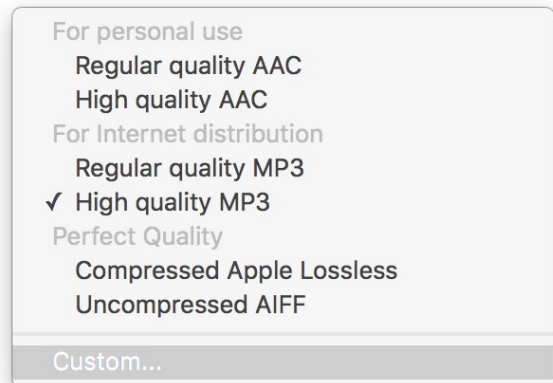 For personal use
Regular quality AAC
High quality AAC
For Internet distribution
Regular quality MP3
✓ High quality MP3
Perfect Quality
Compressed Apple Lossless
Uncompressed AIFF
Custom...